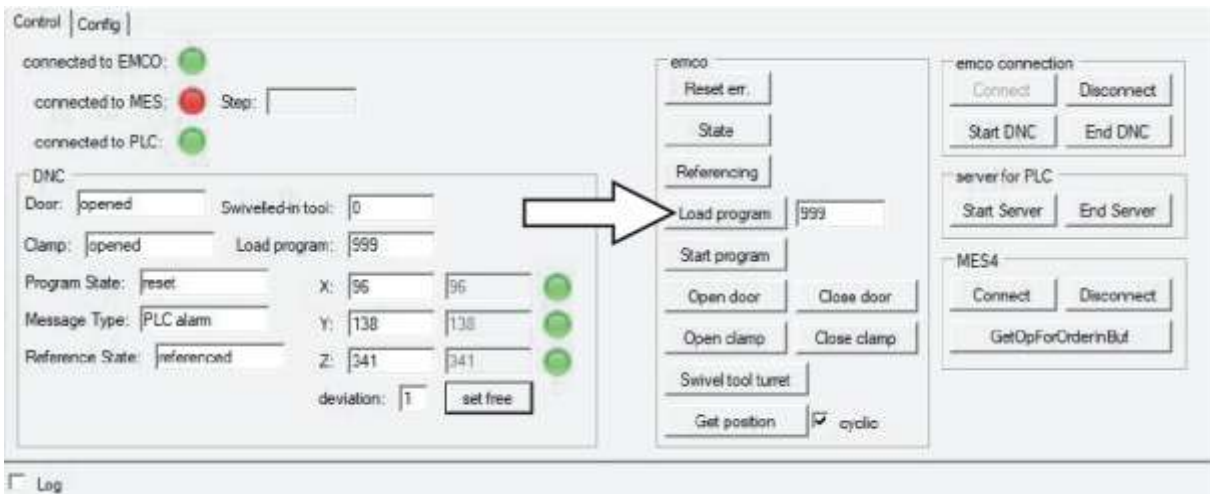 Control Config
connected to EMCO:
connected to MES: Step:
connected to PLC:
DNC
Door: opened Swivelled-in tool: 0
Clamp: opened Load program: 999
Program State: reset X: 96 96
Message Type: PLC alarm Y: 138 138
Reference State: referenced Z: 341 341
deviation: 1 set free
emco
Reset err.
State
Referencing
Load program 999
Start program
Open door Close door
Open clamp Close clamp
Swivel tool turret
Get position cyclic
emco connection
Connect Disconnect
Start DNC End DNC
server for PLC
Start Server End Server
MES4
Connect Disconnect
GetOpForOrderInBuf
Log